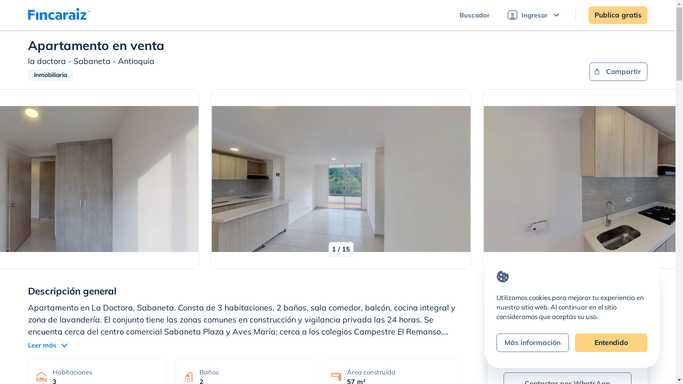 Fincaraiz
Buscador
Ingresar
Publica gratis
Apartamento en venta
la doctora - Sabaneta - Antioquia
Inmobiliaria
Compartir
1 / 15
Descripción general
Apartamento en La Doctora, Sabaneta. Consta de 3 habitaciones, 2 baños, sala comedor, balcón, cocina integral y
zona de lavandería. El conjunto tiene las zonas comunes en construcción y vigilancia privada las 24 horas. Se
encuentra cerca del centro comercial Sabaneta Plaza y Aves María; cerca a los colegios Campestre El Remanso,...
Leer más
Habitaciones
3
Baños
2
Área construida
57 m²
Utilizamos cookies para mejorar tu experiencia en
nuestro sitio web. Al continuar en el sitio
consideramos que aceptas su uso.
Más información
Entendido
Contactar por WhatsApp